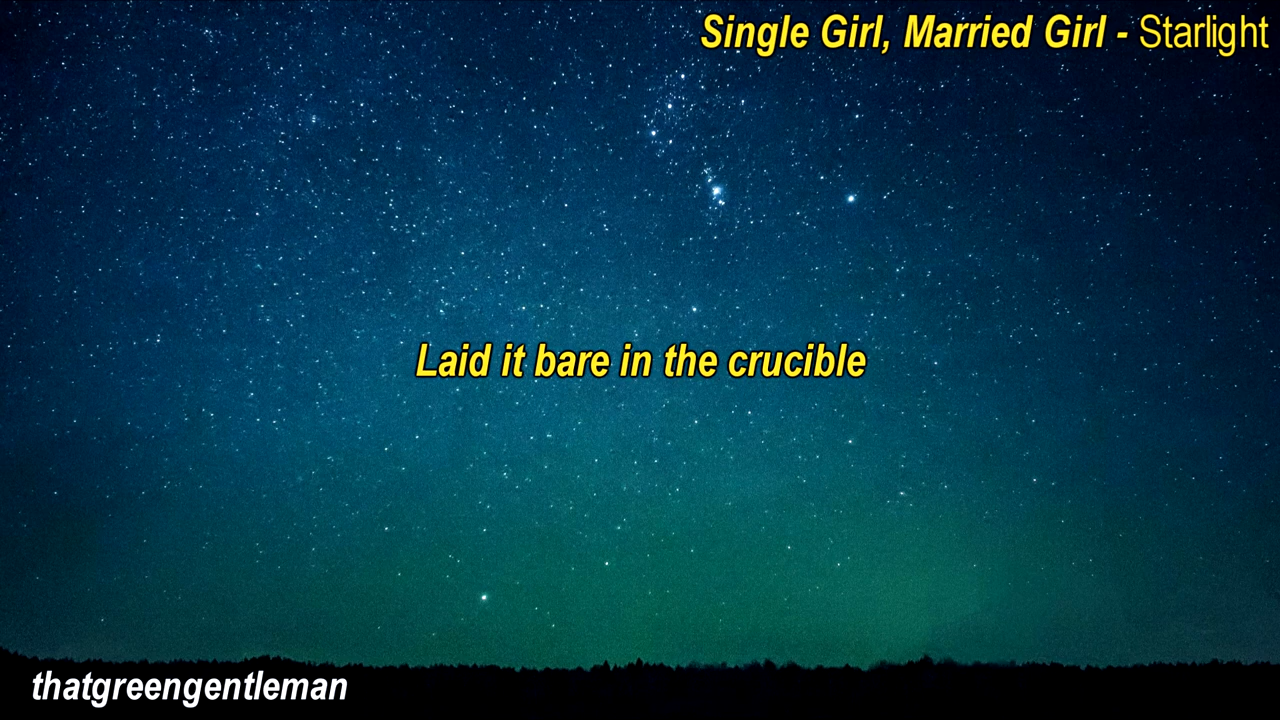 Single Girl, Married Girl - Starlight
Laid it bare in the crucible
thatgreengentleman